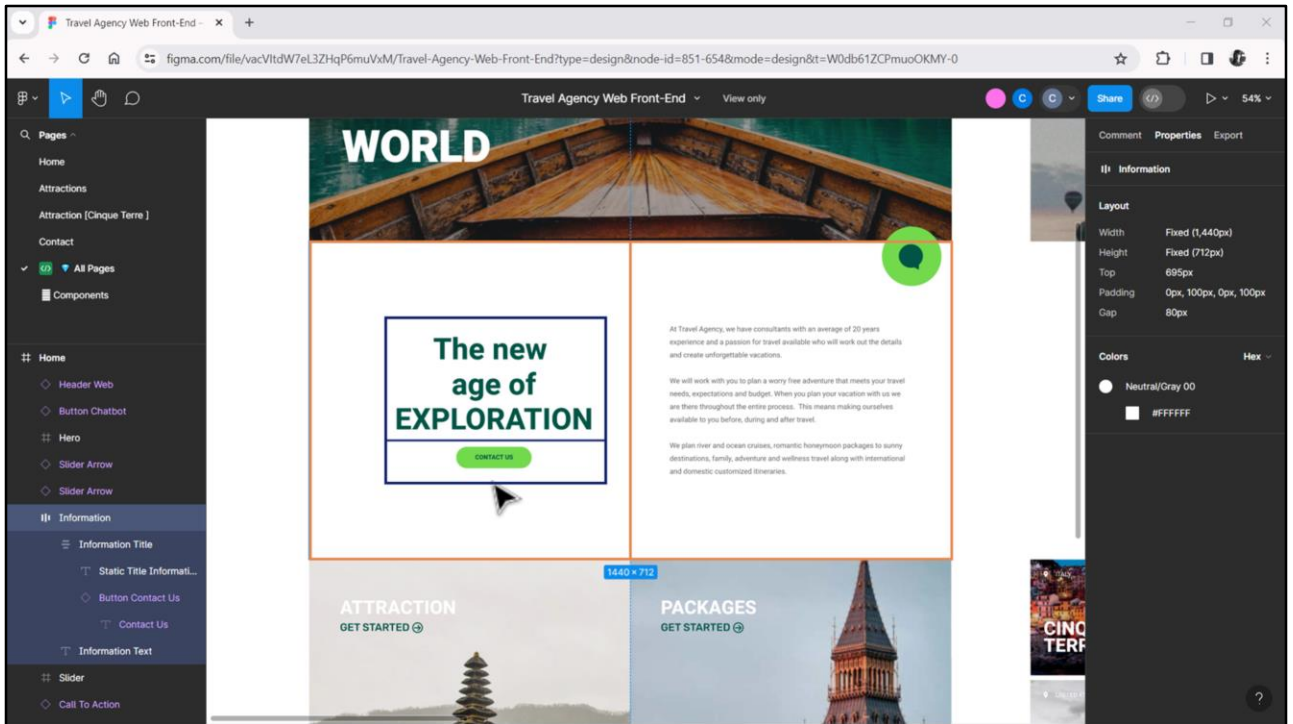 Travel Agency Web Front-End -
figma.com/file/vacVItdW7eL3ZHqP6muVxM/Travel-Agency-Web-Front-End?type=design&node-id=851-654&mode=design&t=W0db61ZCPmuoOKMY-0
Travel Agency Web Front-End View only
C C Share 54%
Pages
Home
Attractions
Attraction [Cinque Terre ]
Contact
All Pages
Components
Home
Header Web
Button Chatbot
Hero
Slider Arrow
Slider Arrow
Information
Information Title
Static Title Informati...
Button Contact Us
Contact Us
Information Text
Slider
Call To Action
WORLD
The new
age of
EXPLORATION
CONTACT US
At Travel Agency, we have consultants with an average of 20 years
experience and a passion for travel available who will work out the details
and create unforgettable vacations.
We will work with you to plan a worry free adventure that meets your travel
needs, expectations and budget. When you plan your vacation with us we
are there throughout the entire process. This means making ourselves
available to you before, during and after travel.
We plan river and ocean cruises, romantic honeymoon packages to sunny
destinations, family, adventure and wellness travel along with international
and domestic customized itineraries.
1440 × 712
ATTRACTION
GET STARTED
PACKAGES
GET STARTED
ITALY
CINQ
TERR
Comment Properties Export
Information
Layout
Width Fixed (1,440px)
Height Fixed (712px)
Top 695px
Padding 0px, 100px, 0px, 100px
Gap 80px
Colors Hex
Neutral/Gray 00
#FFFFFF
?